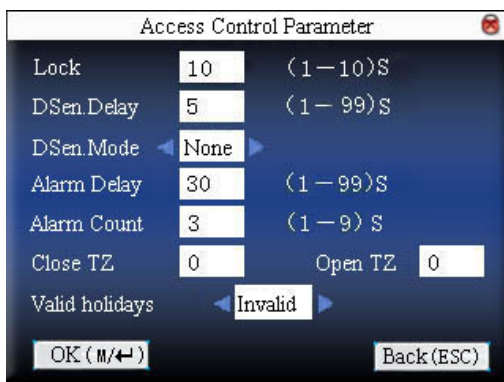 Access Control Parameter
Lock 10 (1—10)S
DSen.Delay 5 (1— 99)S
DSen.Mode None
Alarm Delay 30 (1—99)S
Alarm Count 3 (1—9) S
Close TZ 0 Open TZ 0
Valid holidays Invalid
OK(M/↵) Back(ESC)